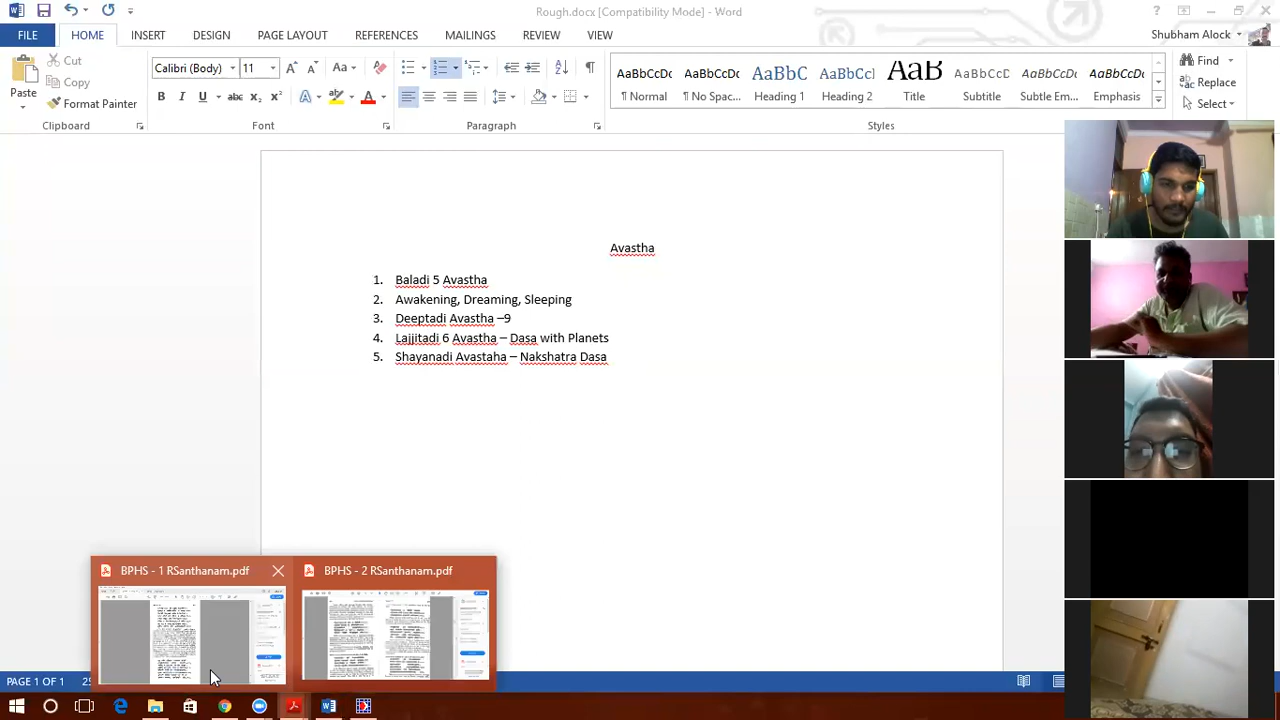 Rough.docx [Compatibility Mode] - Word
FILE HOME INSERT DESIGN PAGE LAYOUT REFERENCES MAILINGS REVIEW VIEW Shubham Alock
Paste
Cut
Copy
Format Painter
Clipboard
Calibri (Body) 11
Font
Paragraph
AaBbCcDc AaBbCcDc AaBbC AaBbCcl AaB AaBbCcD AaBbCcDc AaBbCcDc
¶ Normal ¶ No Spac... Heading 1 Heading 2 Title Subtitle Subtle Em... Emphasis
Styles
Find
Replace
Select
Avastha
1. Baladi 5 Avastha
2. Awakening, Dreaming, Sleeping
3. Deeptadi Avastha –9
4. Lajjitadi 6 Avastha – Dasa with Planets
5. Shayanadi Avastaha – Nakshatra Dasa
BPHS - 1 RSanthanam.pdf
BPHS - 2 RSanthanam.pdf
PAGE 1 OF 1